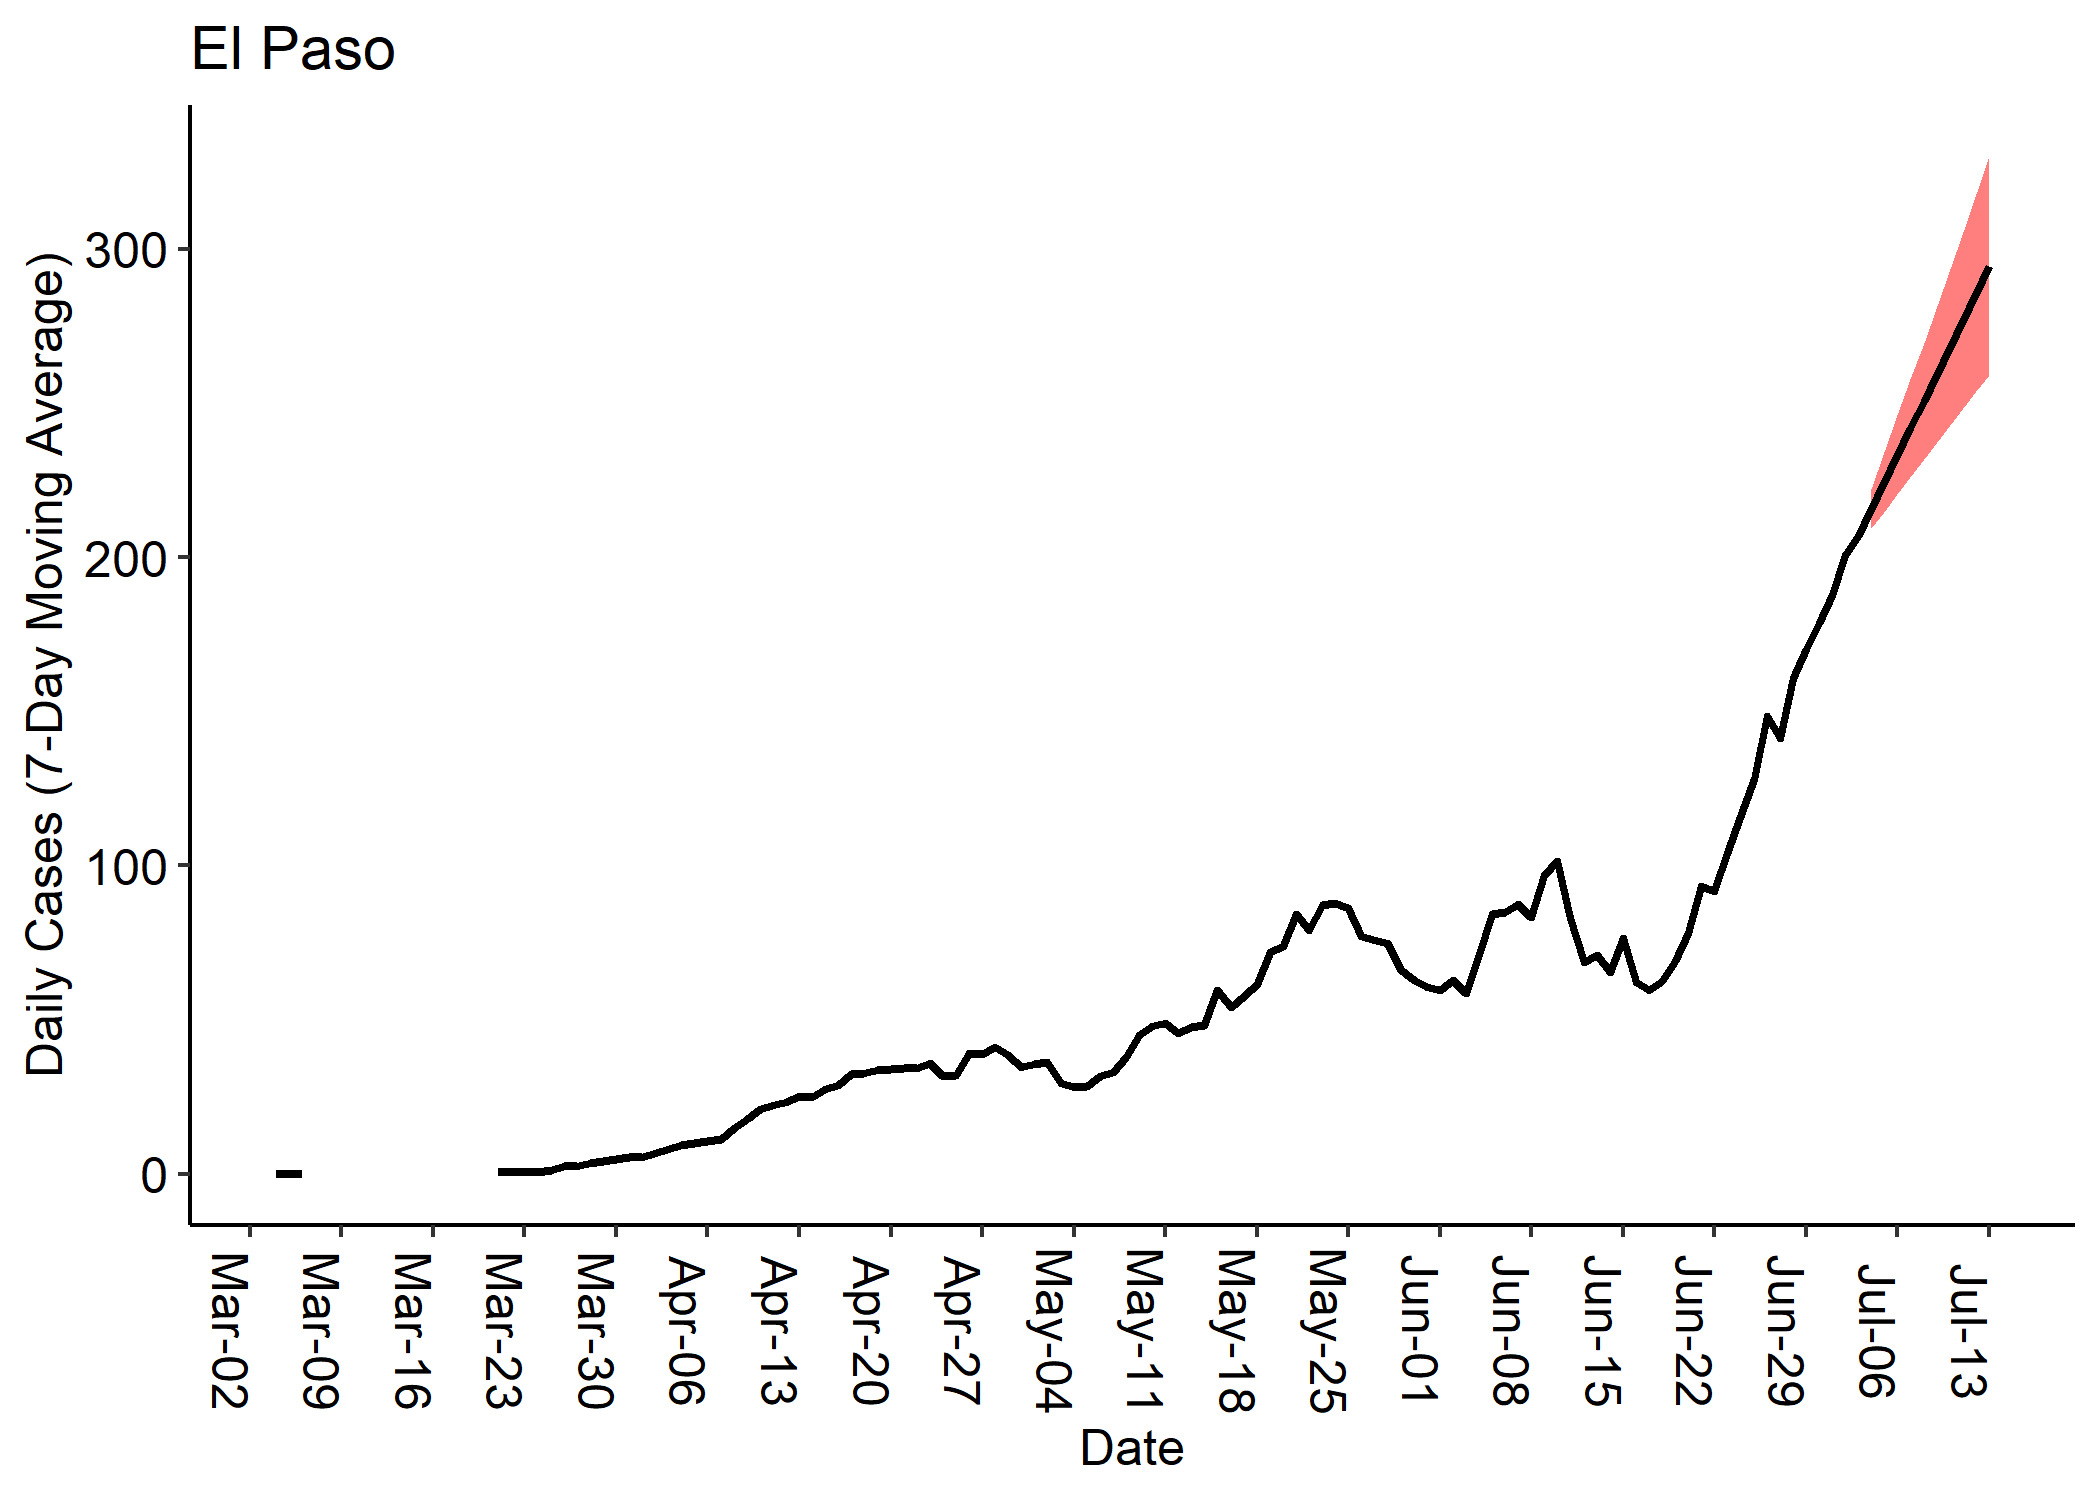 El Paso
Daily Cases (7-Day Moving Average)
300
200
100
0
Mar-02
Mar-09
Mar-16
Mar-23
Mar-30
Apr-06
Apr-13
Apr-20
Apr-27
May-04
May-11
May-18
May-25
Jun-01
Jun-08
Jun-15
Jun-22
Jun-29
Jul-06
Jul-13
Date